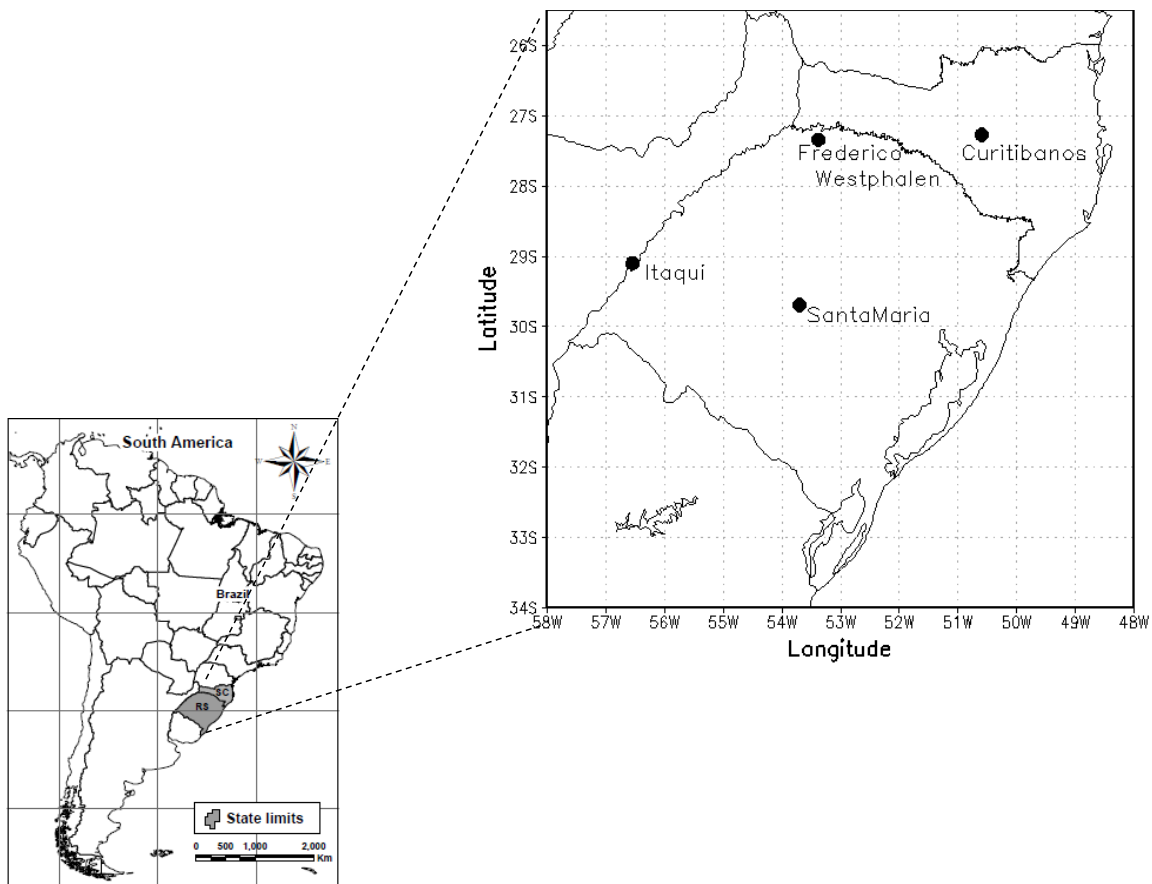 26S
27S
Frederico
Westphalen
Curitibanos
28S
29S
Itaqui
Latitude
SantaMaria
30S
31S
32S
33S
34S
58W 57W 56W 55W 54W 53W 52W 51W 50W 49W 48W
Longitude
South America
N
W E
S
Brazil
SC
RS
State limits
0 500 1,000 2,000
Km